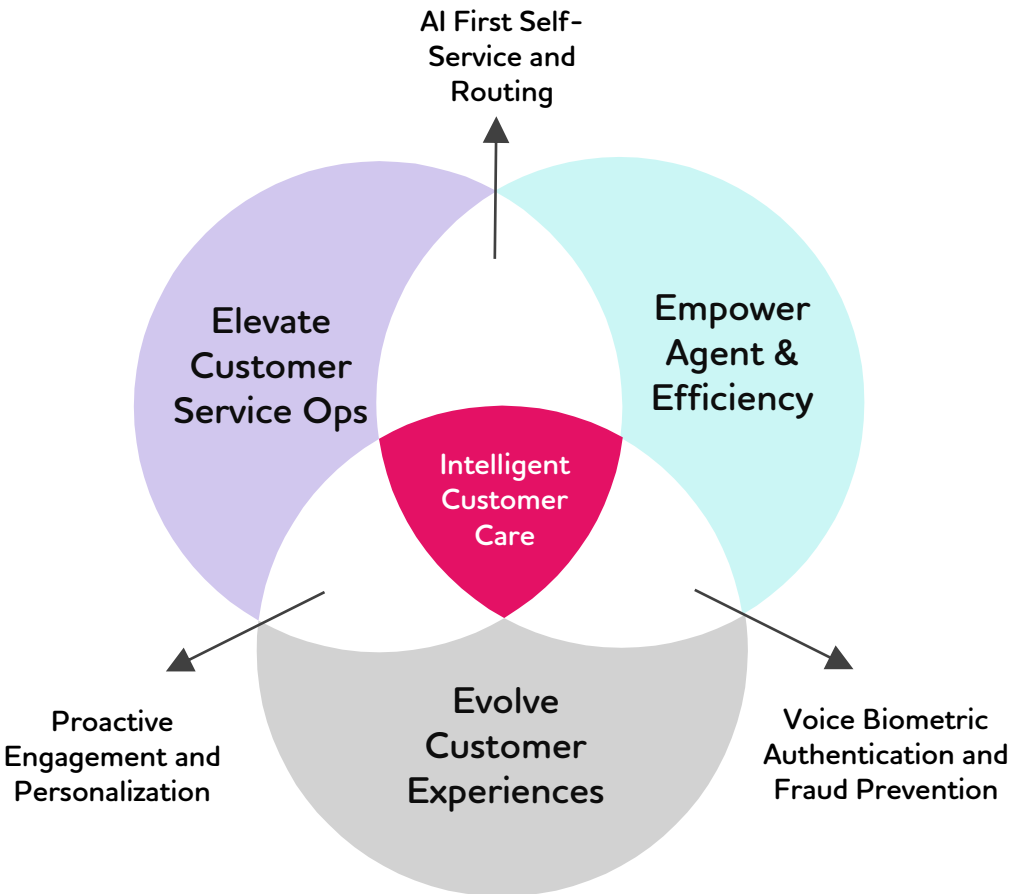 AI First Self-
Service and
Routing
Elevate
Customer
Service Ops
Empower
Agent &
Efficiency
Intelligent
Customer
Care
Evolve
Customer
Experiences
Proactive
Engagement and
Personalization
Voice Biometric
Authentication and
Fraud Prevention